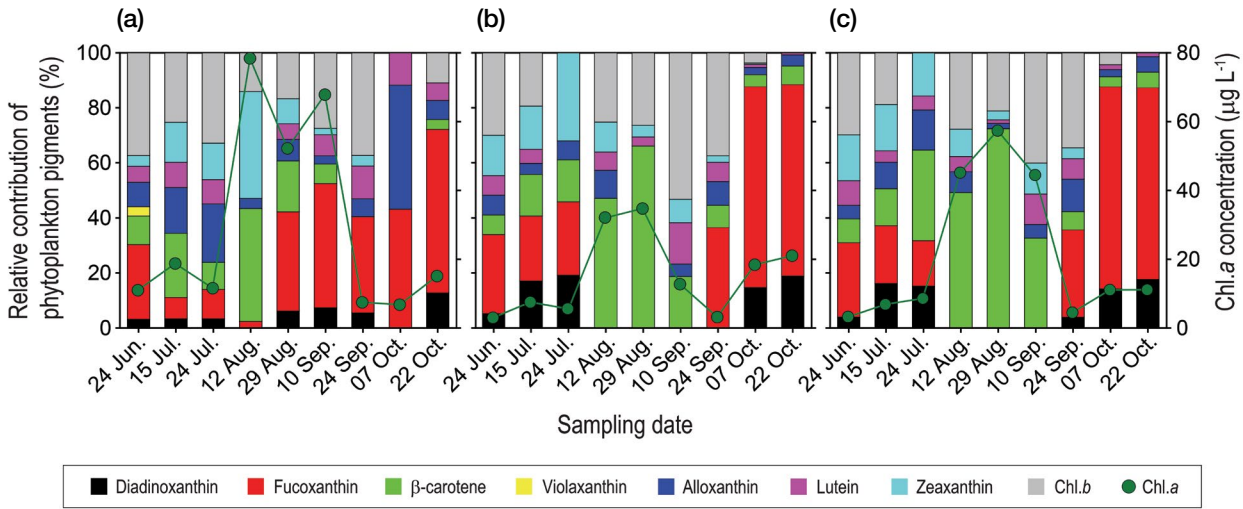 (a)
(b)
(c)
Relative contribution of
phytoplankton pigments (%)
100
80
60
40
20
0
80
60
40
20
0
Chl.a concentration (µg L-1)
24 Jun.
15 Jul.
24 Jul.
12 Aug.
29 Aug.
10 Sep.
24 Sep.
07 Oct.
22 Oct.
24 Jun.
15 Jul.
24 Jul.
12 Aug.
29 Aug.
10 Sep.
24 Sep.
07 Oct.
22 Oct.
24 Jun.
15 Jul.
24 Jul.
12 Aug.
29 Aug.
10 Sep.
24 Sep.
07 Oct.
22 Oct.
Sampling date
Diadinoxanthin Fucoxanthin β-carotene Violaxanthin Alloxanthin Lutein Zeaxanthin Chl.b Chl.a